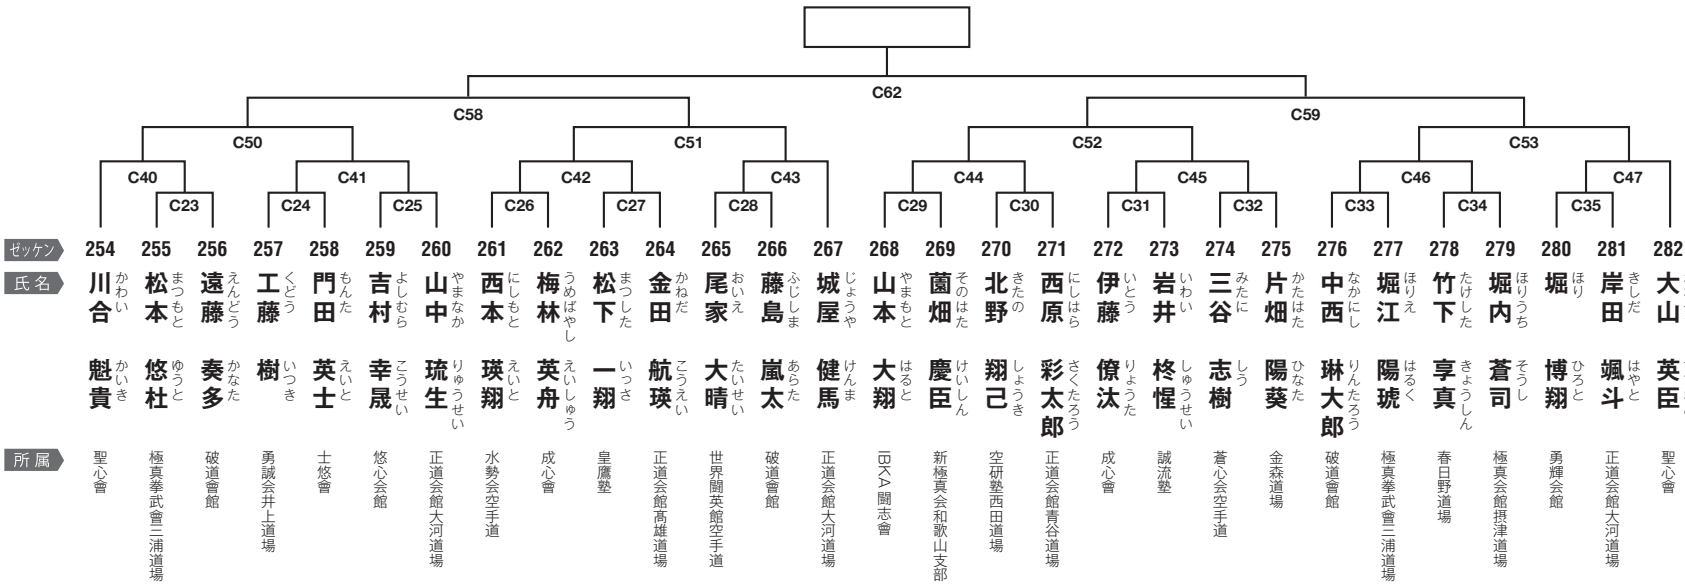 C62
C58
C59
C50
C51
C52
C53
C40
C41
C42
C43
C44
C45
C46
C47
C23
C24
C25
C26
C27
C28
C29
C30
C31
C32
C33
C34
C35
ゼッケン 254 255 256 257 258 259 260 261 262 263 264 265 266 267 268 269 270 271 272 273 274 275 276 277 278 279 280 281 282
氏名
川合 魁貴
かわい かいき
松本 悠杜
まつもと ゆうと
遠藤 奏多
えんどう かなた
工藤 樹
くどう いつき
門田 英士
もんた えいと
吉村 幸晟
よしむら こうせい
山中 琉生
やまなか りゅうせい
西本 瑛翔
にしもと えいと
梅林 英舟
うめばやし えいしゅう
松下 一翔
まつした いっさ
金田 航瑛
かねだ こうえい
尾家 大晴
おいえ たいせい
藤島 嵐太
ふじしま あらた
城屋 健馬
じょうや けんま
山本 大翔
やまもと はると
薗畑 慶臣
そのはた けいしん
北野 翔己
きたの しょうき
西原 彩太郎
にしはら さくたろう
伊藤 僚汰
いとう りょうた
岩井 柊惺
いわい しゅうせい
三谷 志樹
みたに しう
片畑 陽葵
かたはた ひなた
中西 琳大郎
なかにし りんたろう
堀江 陽琥
ほりえ はるく
竹下 享真
たけした きょうしん
堀内 蒼司
ほりうち そうし
堀 博翔
ほり ひろと
岸田 颯斗
きしだ はやと
大山 英臣
所属
聖心會
極真拳武會三浦道場
破道會館
勇誠会井上道場
士悠會
悠心会館
正道会館大河道場
水勢会空手道
成心會
皇鷹塾
正道会館髙雄道場
世界闘英館空手道
破道會館
正道会館大河道場
IBKA 闘志會
新極真会和歌山支部
空研塾西田道場
正道会館青谷道場
成心會
誠流塾
蒼心会空手道
金森道場
破道會館
極真拳武會三浦道場
春日野道場
極真会館摂津道場
勇輝会館
正道会館大河道場
聖心會